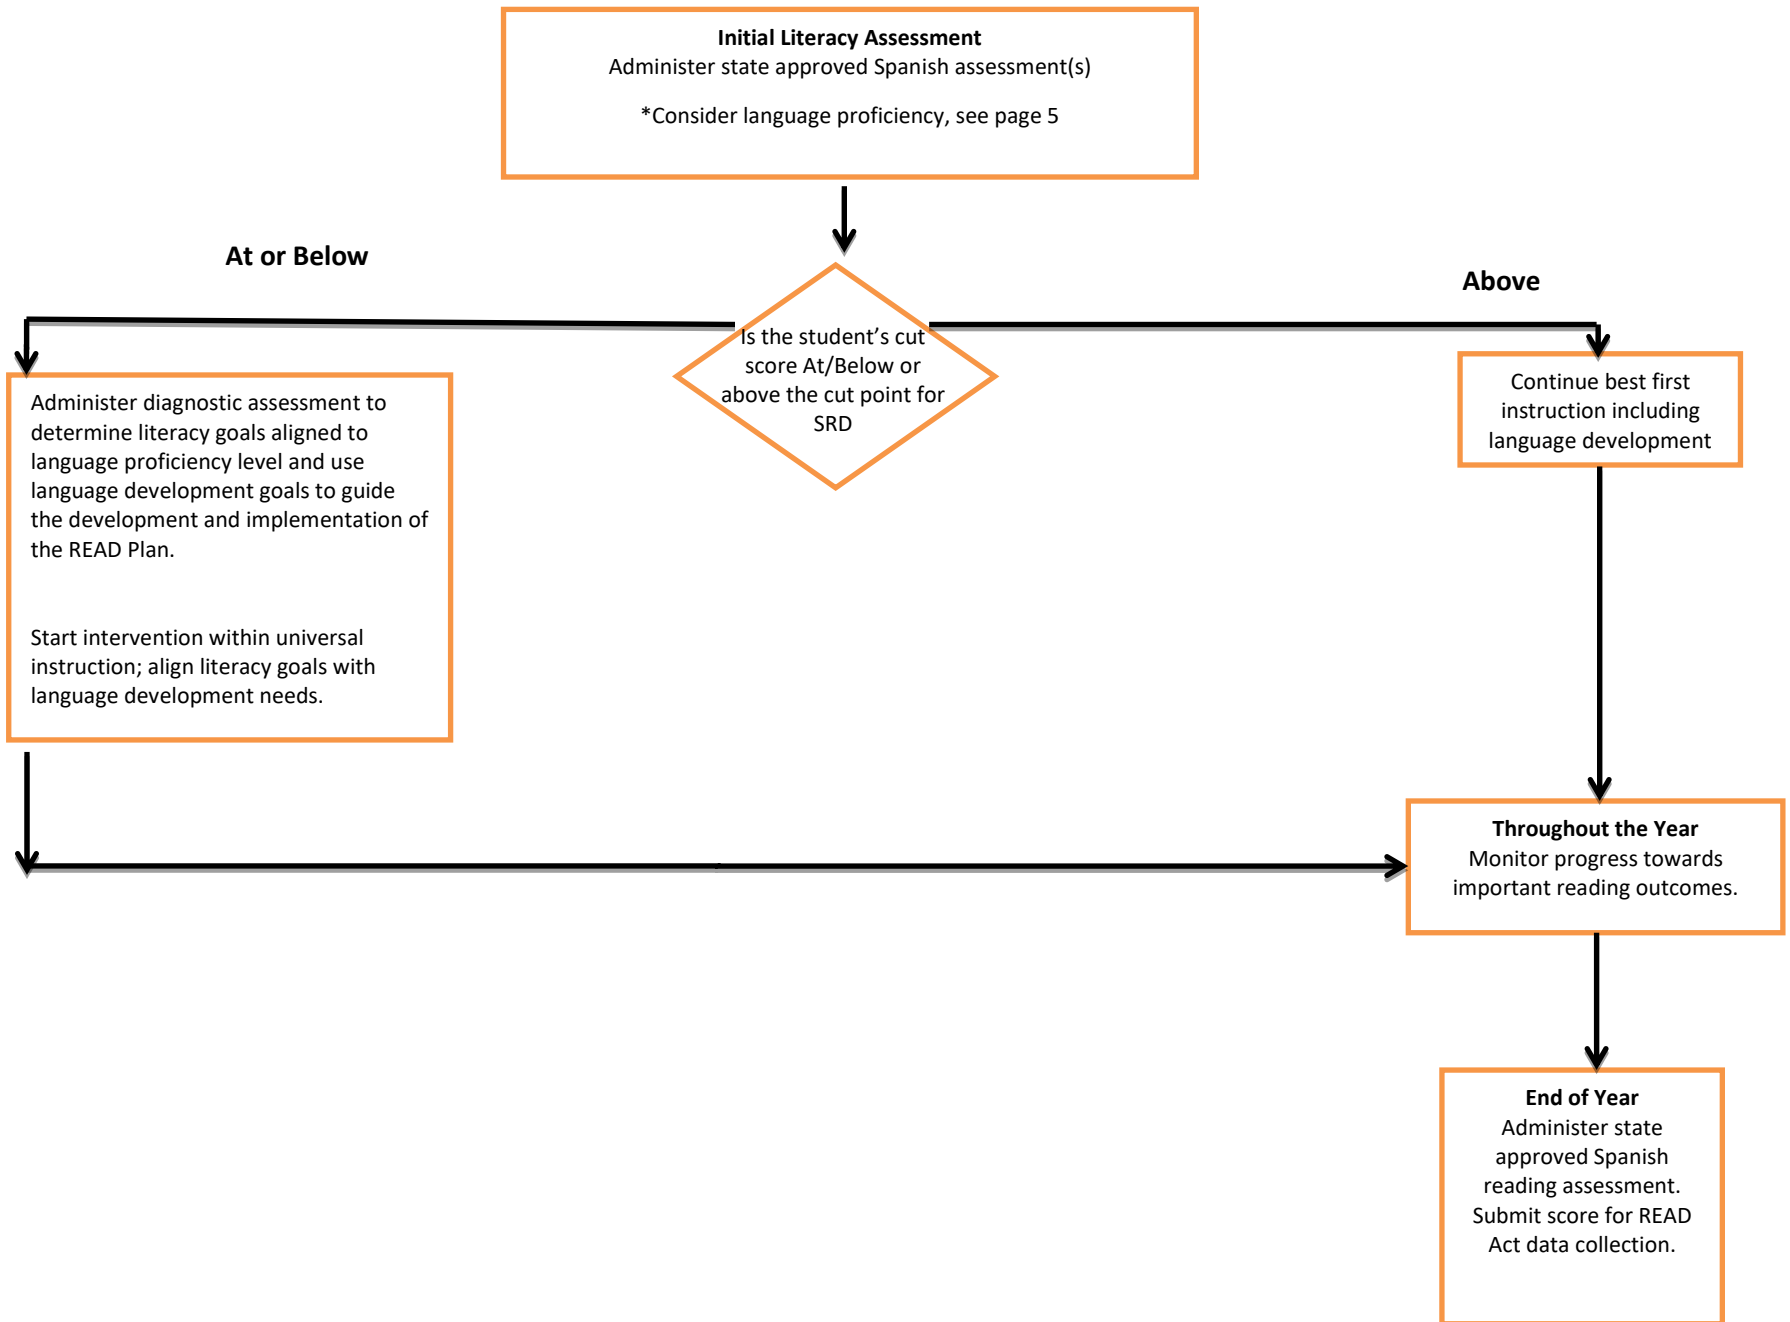 Initial Literacy Assessment
Administer state approved Spanish assessment(s)
*Consider language proficiency, see page 5
At or Below
Above
Is the student’s cut
score At/Below or
above the cut point for
SRD
Administer diagnostic assessment to
determine literacy goals aligned to
language proficiency level and use
language development goals to guide
the development and implementation of
the READ Plan.
Start intervention within universal
instruction; align literacy goals with
language development needs.
Continue best first
instruction including
language development
Throughout the Year
Monitor progress towards
important reading outcomes.
End of Year
Administer state
approved Spanish
reading assessment.
Submit score for READ
Act data collection.